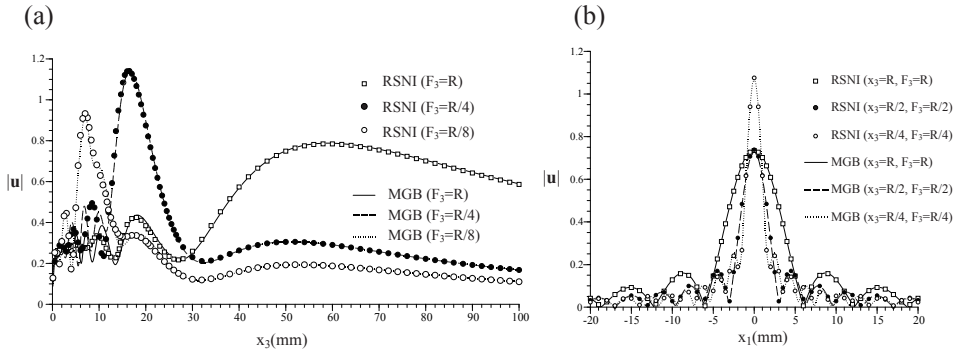 (a)
|u|
1.2
1
0.8
0.6
0.4
0.2
0
RSNI (F₃=R)
RSNI (F₃=R/4)
RSNI (F₃=R/8)
MGB (F₃=R)
MGB (F₃=R/4)
MGB (F₃=R/8)
0 10 20 30 40 50 60 70 80 90 100
x₃(mm)
(b)
|u|
1.2
1
0.8
0.6
0.4
0.2
0
RSNI (x₃=R, F₃=R)
RSNI (x₃=R/2, F₃=R/2)
RSNI (x₃=R/4, F₃=R/4)
MGB (x₃=R, F₃=R)
MGB (x₃=R/2, F₃=R/2)
MGB (x₃=R/4, F₃=R/4)
-20 -15 -10 -5 0 5 10 15 20
x₁(mm)